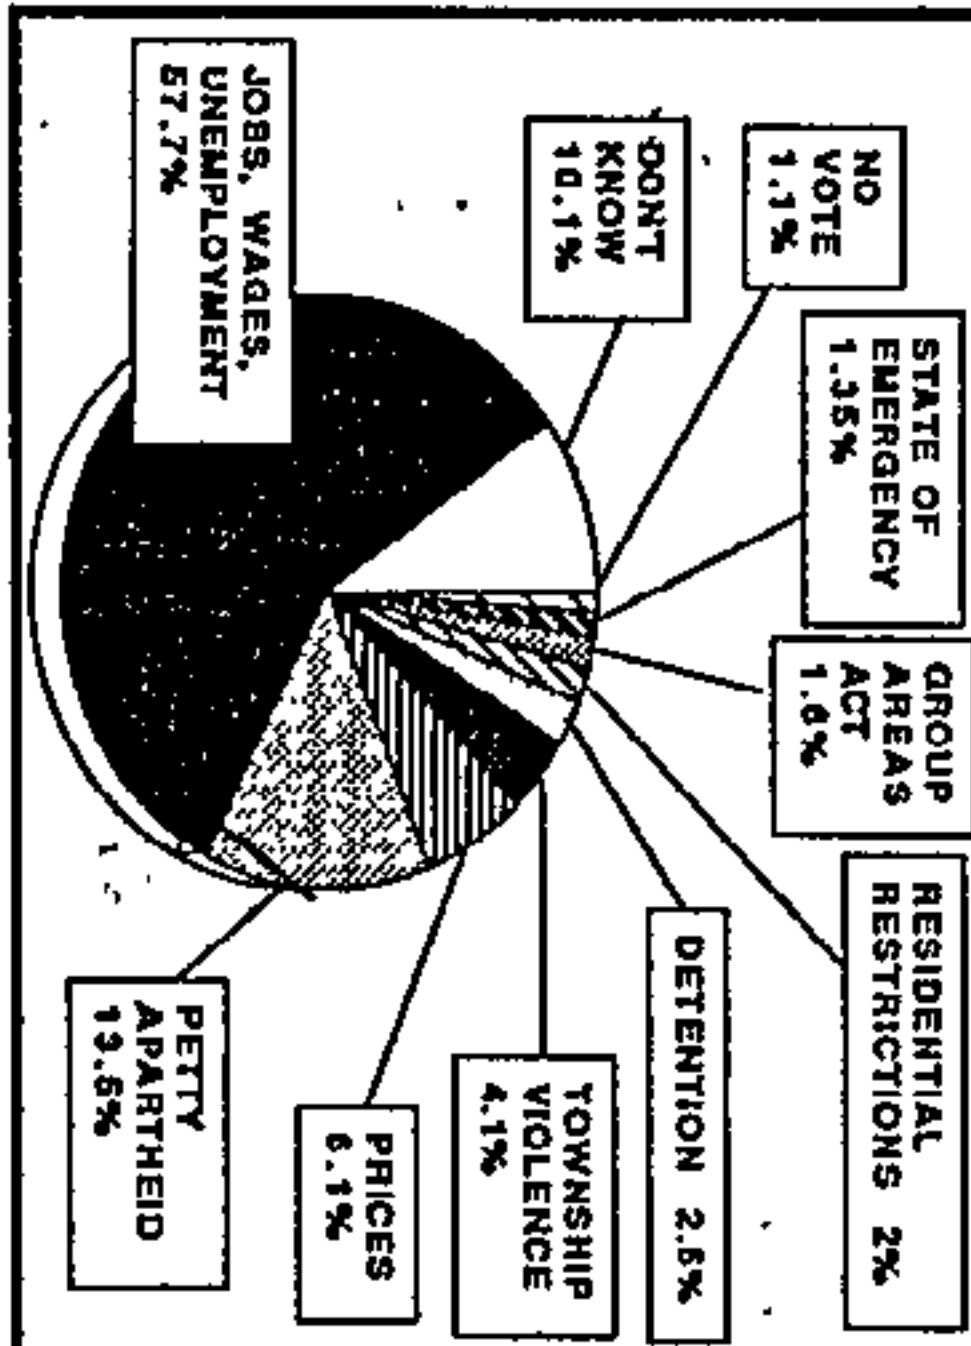 NO
VOTE
1.1%
STATE OF
EMERGENCY
1.35%
GROUP
AREAS
ACT
1.6%
RESIDENTIAL
RESTRICTIONS 2%
DETENTION 2.5%
TOWNSHIP
VIOLENCE
4.1%
PRICES
6.1%
PETTY
APARTHEID
13.5%
JOBS, WAGES,
UNEMPLOYMENT
57.7%
DONT
KNOW
10.1%